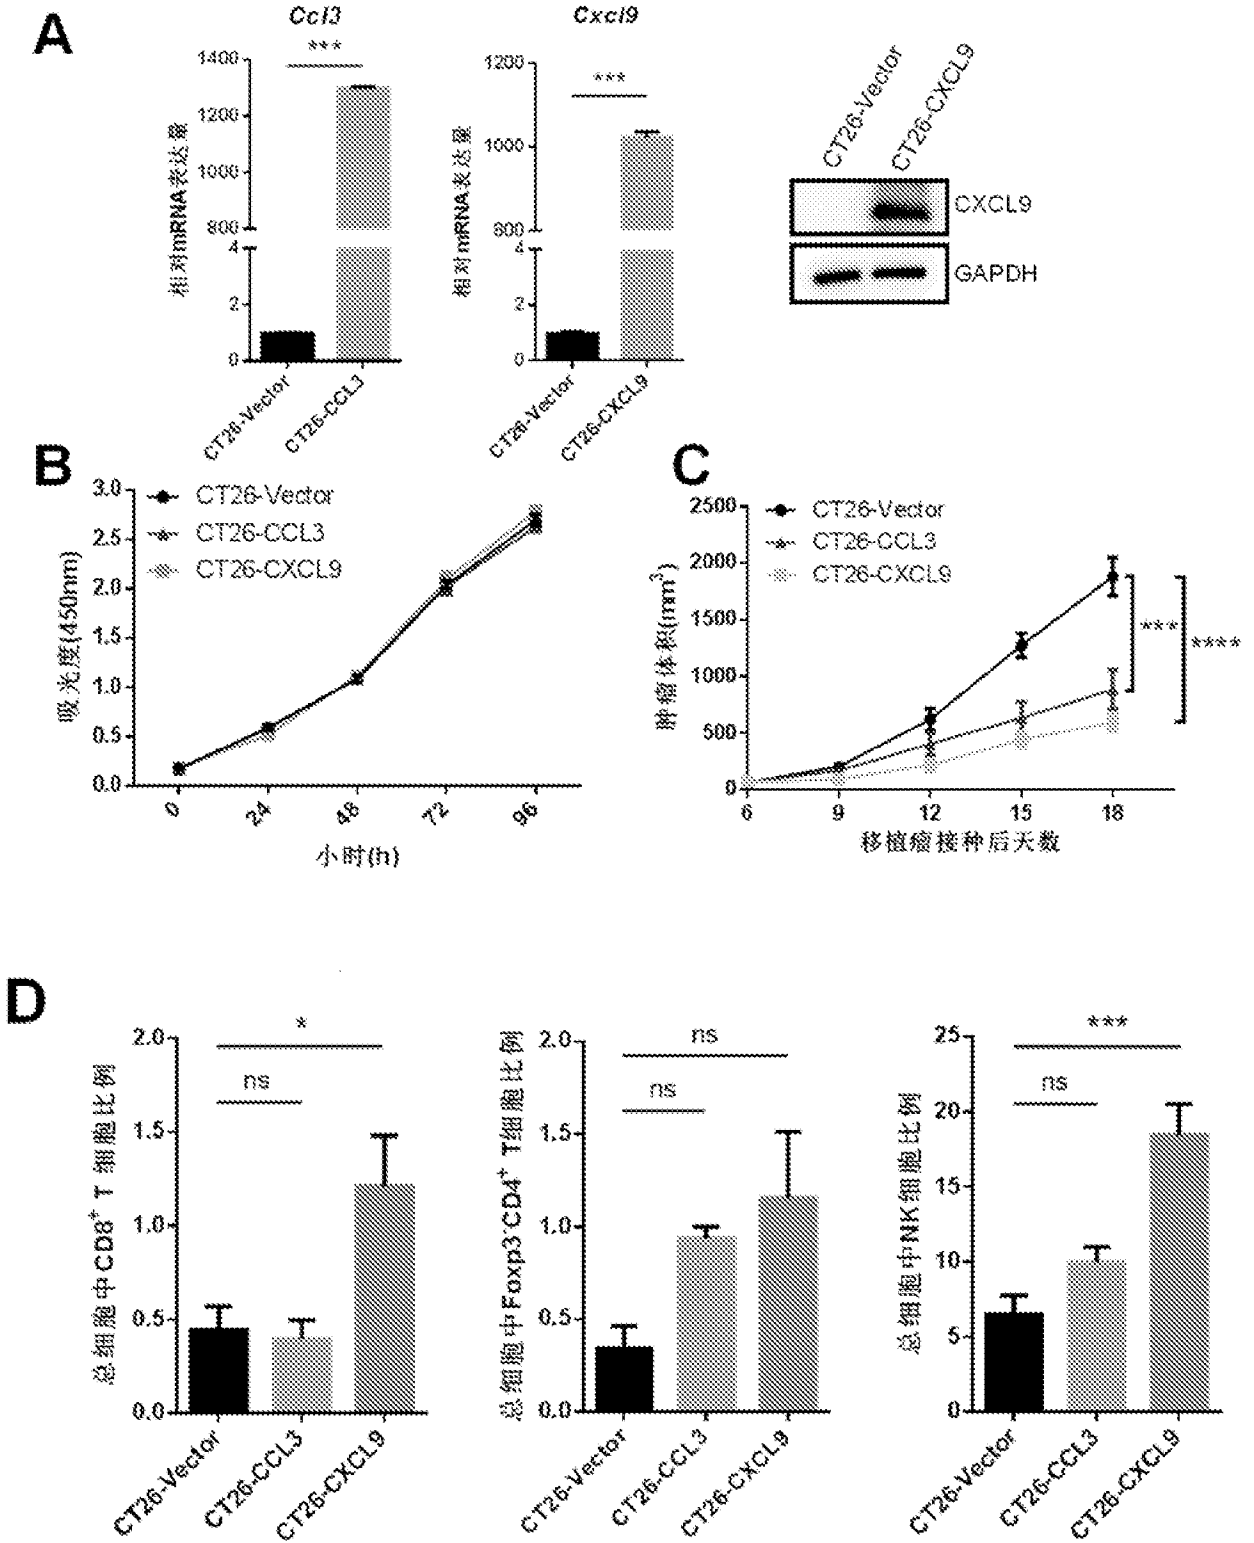 A
Ccl3
***
1400
1200
1000
800
4
2
0
相对mRNA表达量
CT26-Vector
CT26-CCL3
Cxcl9
***
1200
1000
800
4
2
0
相对mRNA表达量
CT26-Vector
CT26-CXCL9
CT26-Vector
CT26-CXCL9
CXCL9
GAPDH
B
3.0
2.5
2.0
1.5
1.0
0.5
0.0
吸光度(450nm)
CT26-Vector
CT26-CCL3
CT26-CXCL9
0
24
48
72
96
小时(h)
C
2500
2000
1500
1000
500
0
肿瘤体积(mm³)
CT26-Vector
CT26-CCL3
CT26-CXCL9
***
****
6
9
12
15
18
移植瘤接种后天数
D
2.0
1.5
1.0
0.5
0.0
总细胞中CD8⁺ T 细胞比例
*
ns
CT26-Vector
CT26-CCL3
CT26-CXCL9
2.0
1.5
1.0
0.5
0.0
总细胞中Foxp3⁻CD4⁺ T细胞比例
ns
ns
CT26-Vector
CT26-CCL3
CT26-CXCL9
25
20
15
10
5
0
总细胞中NK细胞比例
***
ns
CT26-Vector
CT26-CCL3
CT26-CXCL9